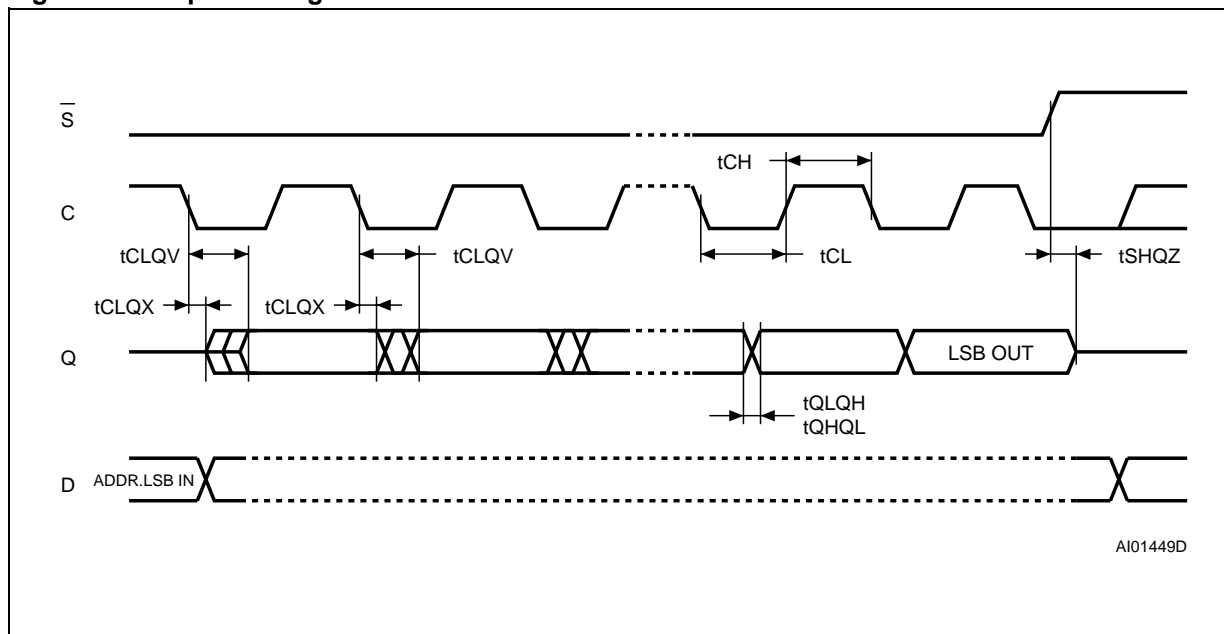 S
tCH
C
tCLQV
tCLQV
tCL
tSHQZ
tCLQX
tCLQX
Q
LSB OUT
tQLQH
tQHQL
D
ADDR.LSB IN
AI01449D